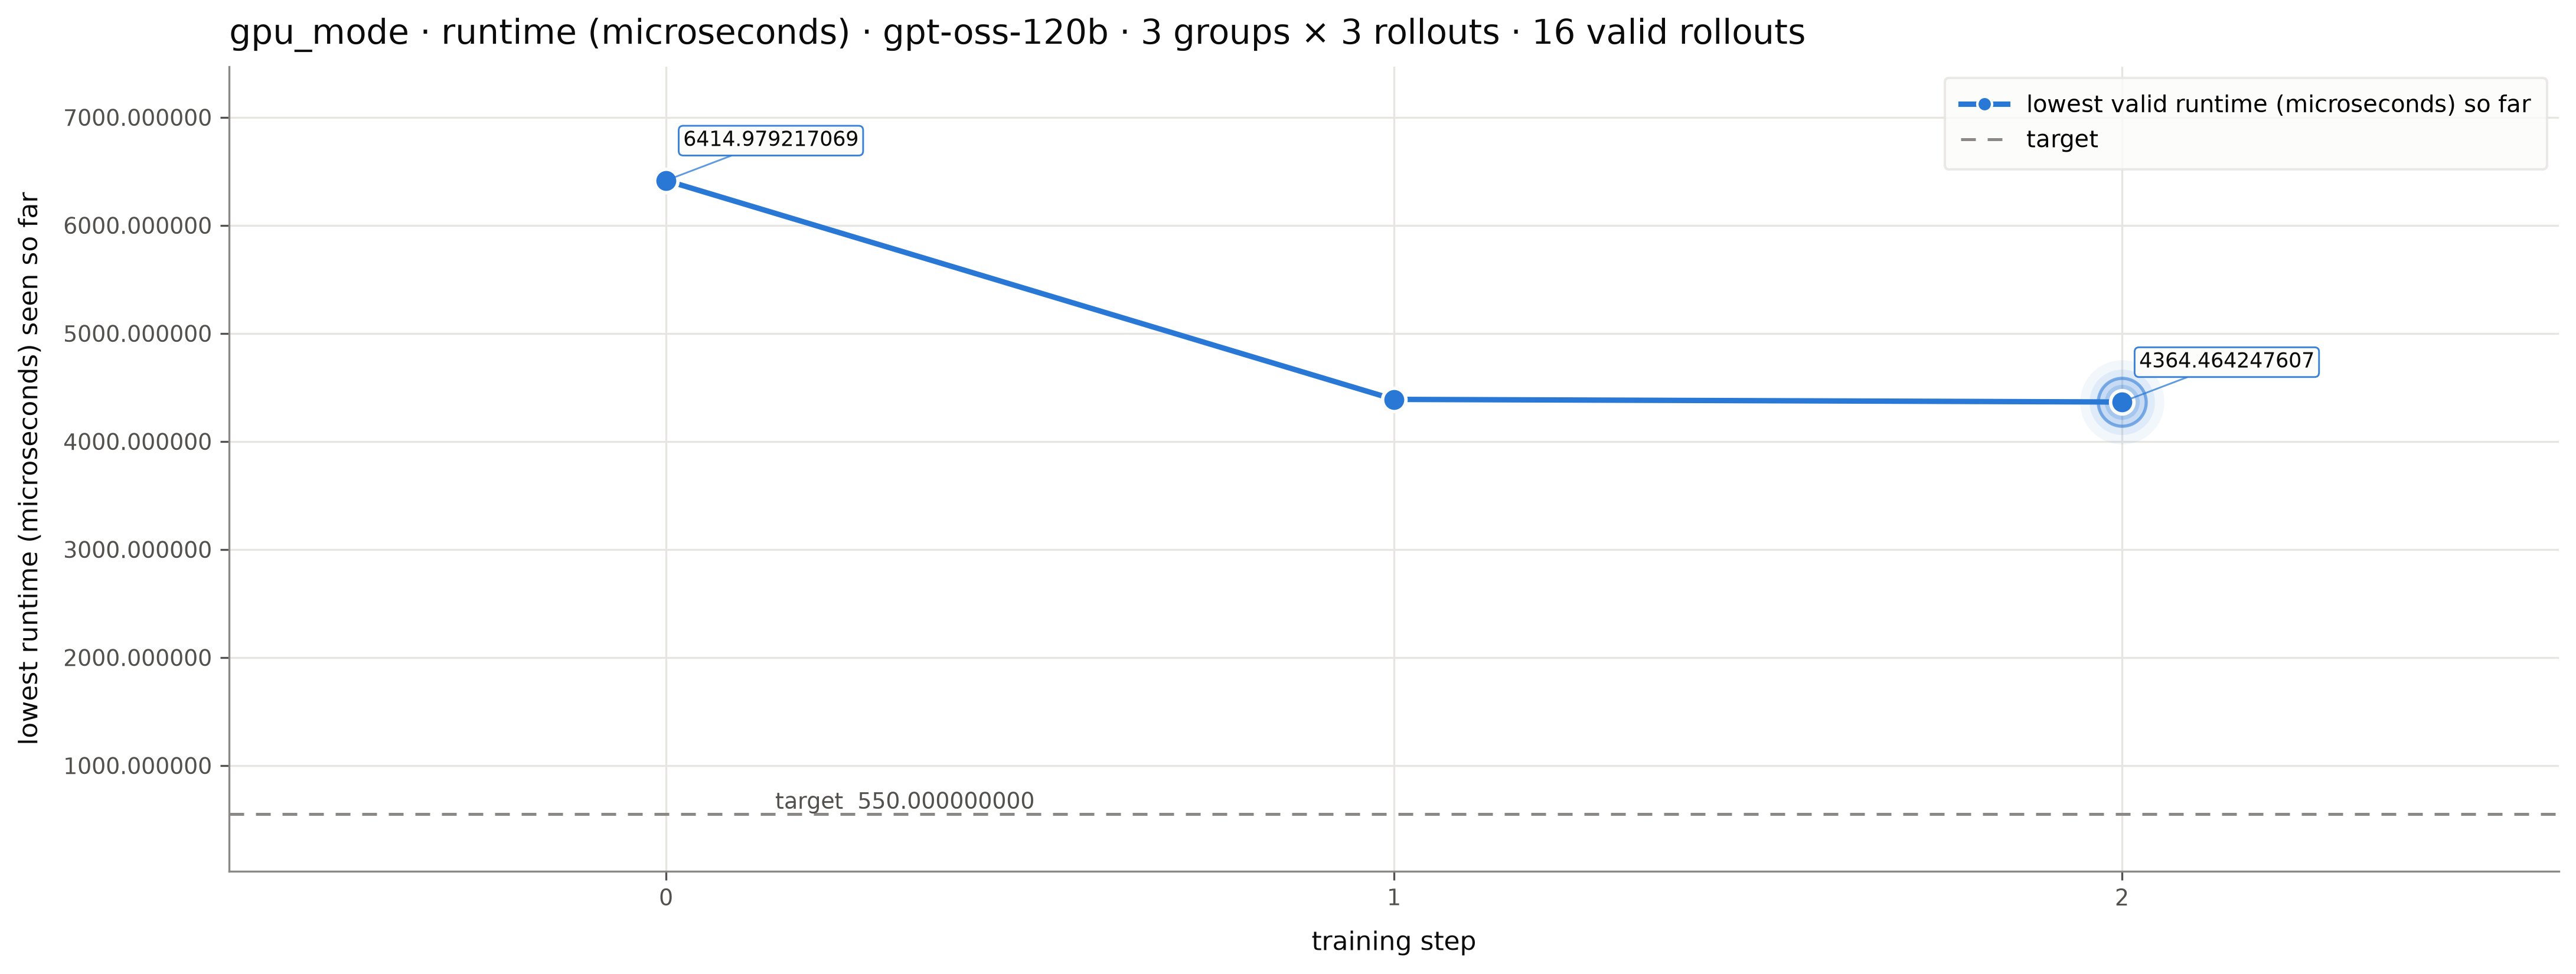 gpu_mode · runtime (microseconds) · gpt-oss-120b · 3 groups × 3 rollouts · 16 valid rollouts
lowest valid runtime (microseconds) so far
target
lowest runtime (microseconds) seen so far
7000.000000
6000.000000
5000.000000
4000.000000
3000.000000
2000.000000
1000.000000
6414.979217069
4364.464247607
target 550.000000000
0
1
2
training step